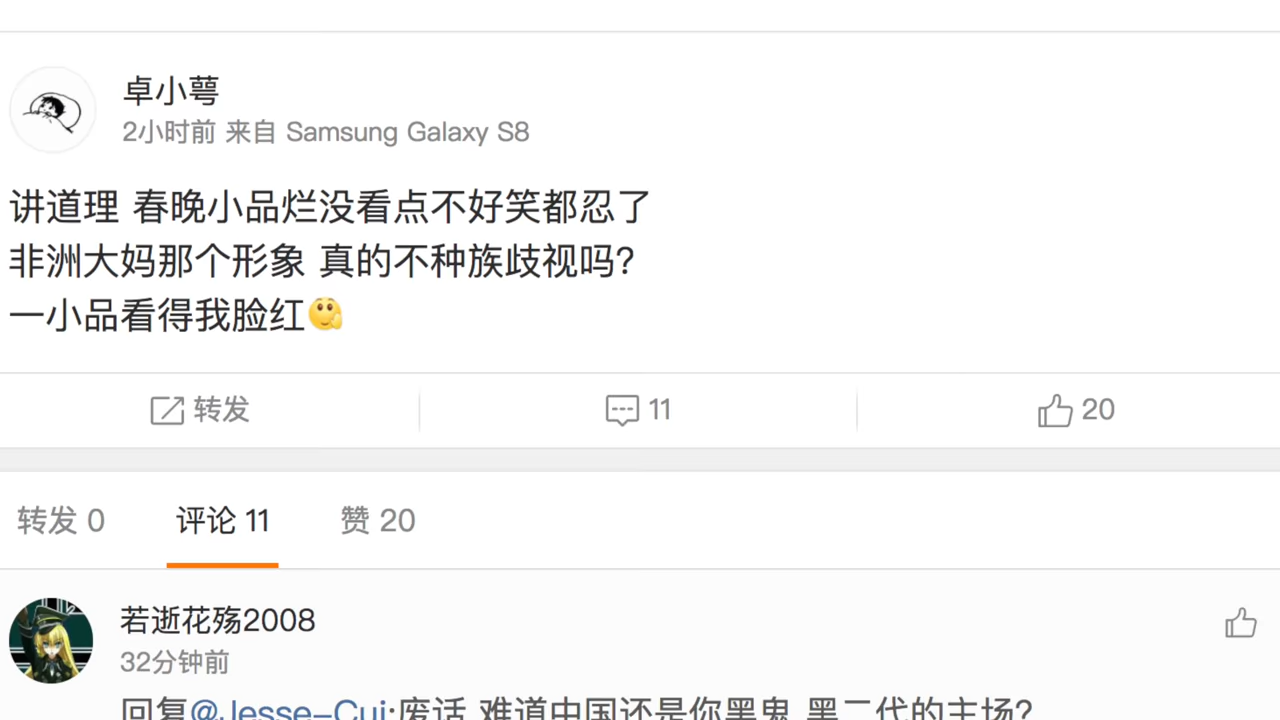 卓小萼
2小时前 来自 Samsung Galaxy S8
讲道理 春晚小品烂没看点不好笑都忍了
非洲大妈那个形象 真的不种族歧视吗?
一小品看得我脸红
转发
11
20
转发 0
评论 11
赞 20
若逝花殇2008
32分钟前
回复@Jesse-Cui:废话 难道中国还是你黑鬼 黑二代的主场?